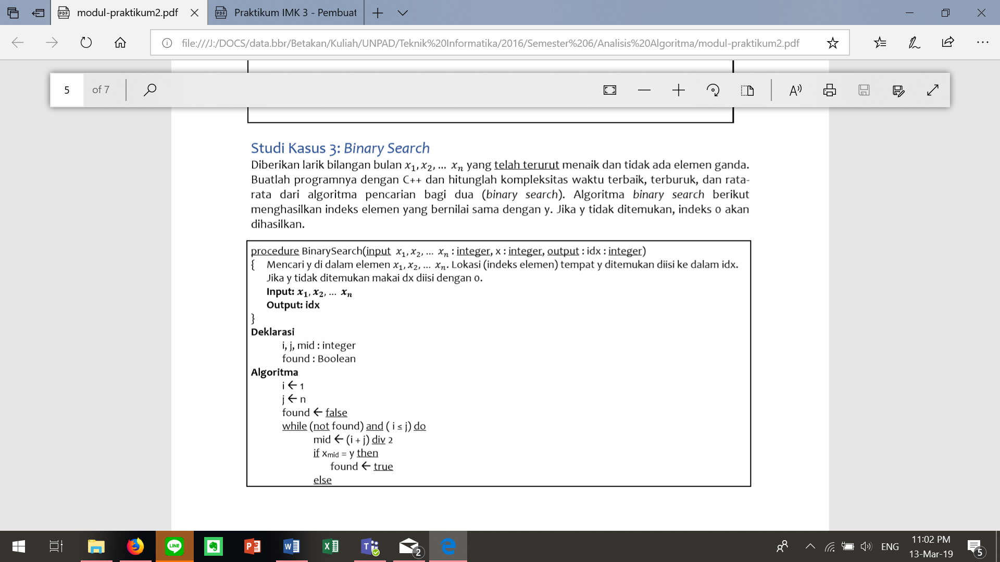 modul-praktikum2.pdf
Praktikum IMK 3 - Pembuat
file:///J:/DOCS/data.bbr/Betakan/Kuliah/UNPAD/Teknik%20Informatika/2016/Semester%206/Analisis%20Algoritma/modul-praktikum2.pdf
5 of 7
Studi Kasus 3: Binary Search
Diberikan larik bilangan bulan x₁, x₂, … xₙ yang telah terurut menaik dan tidak ada elemen ganda.
Buatlah programnya dengan C++ dan hitunglah kompleksitas waktu terbaik, terburuk, dan rata-
rata dari algoritma pencarian bagi dua (binary search). Algoritma binary search berikut
menghasilkan indeks elemen yang bernilai sama dengan y. Jika y tidak ditemukan, indeks 0 akan
dihasilkan.
procedure BinarySearch(input x₁, x₂, … xₙ : integer, x : integer, output : idx : integer)
{ Mencari y di dalam elemen x₁, x₂, … xₙ. Lokasi (indeks elemen) tempat y ditemukan diisi ke dalam idx.
Jika y tidak ditemukan makai dx diisi dengan 0.
Input: x₁, x₂, … xₙ
Output: idx
}
Deklarasi
i, j, mid : integer
found : Boolean
Algoritma
i ← 1
j ← n
found ← false
while (not found) and ( i ≤ j) do
mid ← (i + j) div 2
if xmid = y then
found ← true
else
LINE
2
ENG
11:02 PM
13-Mar-19
5